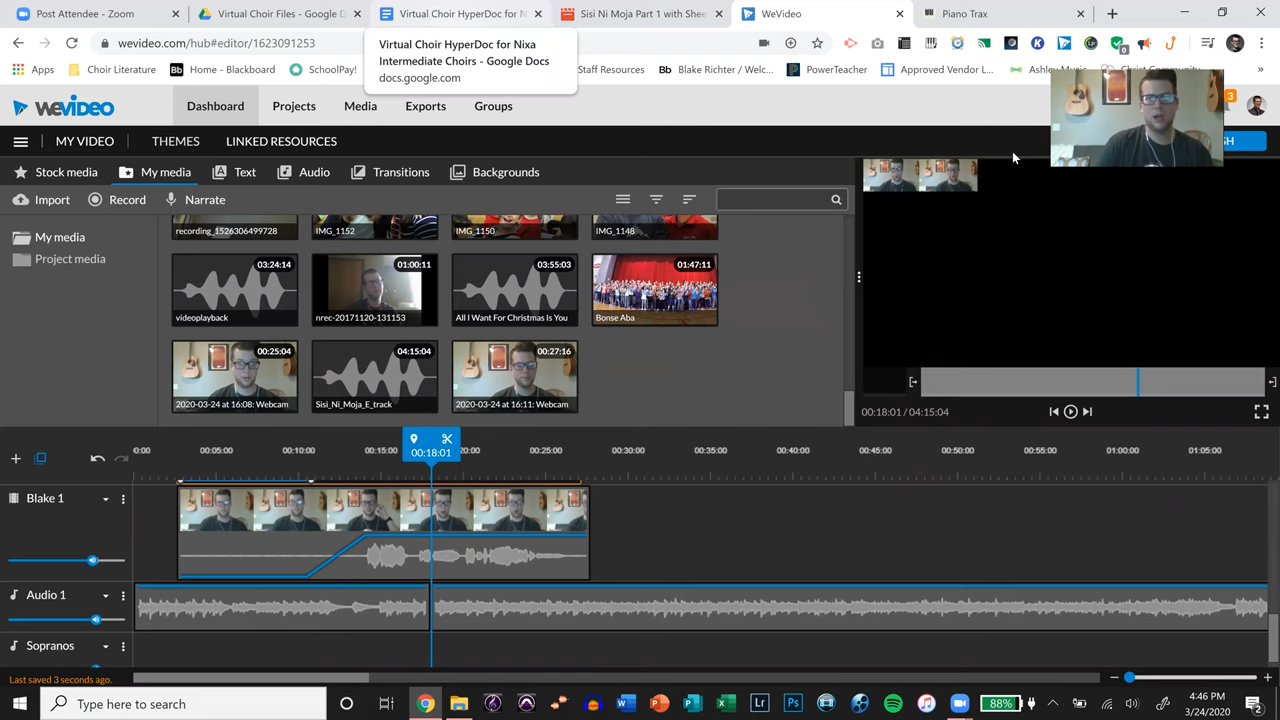 Post Attendee - Zoom
Virtual Choir Files - Google D
Virtual Choir HyperDoc for N
Sisi Ni Moja Part 1 with Shee
WeVideo
Piano Trax
wevideo.com/hub#editor/1623091253
Virtual Choir HyperDoc for Nixa
Intermediate Choirs - Google Docs
docs.google.com
Apps
Choir Literature
Home - Blackboard
SchoolPay!
Staff Resources
Blake Richter / WeV...
PowerTeacher
Approved Vendor L...
Ashley Music
Christ Community
WeVIDEO
Dashboard
Projects
Media
Exports
Groups
3
MY VIDEO
THEMES
LINKED RESOURCES
SH
Stock media
My media
Text
Audio
Transitions
Backgrounds
Import
Record
Narrate
My media
Project media
recording_1526306499728
IMG_1152
IMG_1150
IMG_1148
03:24:14
videoplayback
01:00:11
nrec-20171120-131153
03:55:03
All I Want For Christmas Is You
01:47:11
Bonse Aba
00:25:04
2020-03-24 at 16:08: Webcam
04:15:04
Sisi_Ni_Moja_E_track
00:27:16
2020-03-24 at 16:11: Webcam
00:18:01 / 04:15:04
0:00
00:05:00
00:10:00
00:15:00
00:18:01
20:00
00:25:00
00:30:00
00:35:00
00:40:00
00:45:00
00:50:00
00:55:00
01:00:00
01:05:00
Blake 1
Audio 1
Sopranos
Last saved 3 seconds ago.
Type here to search
88%
4:46 PM
3/24/2020
2